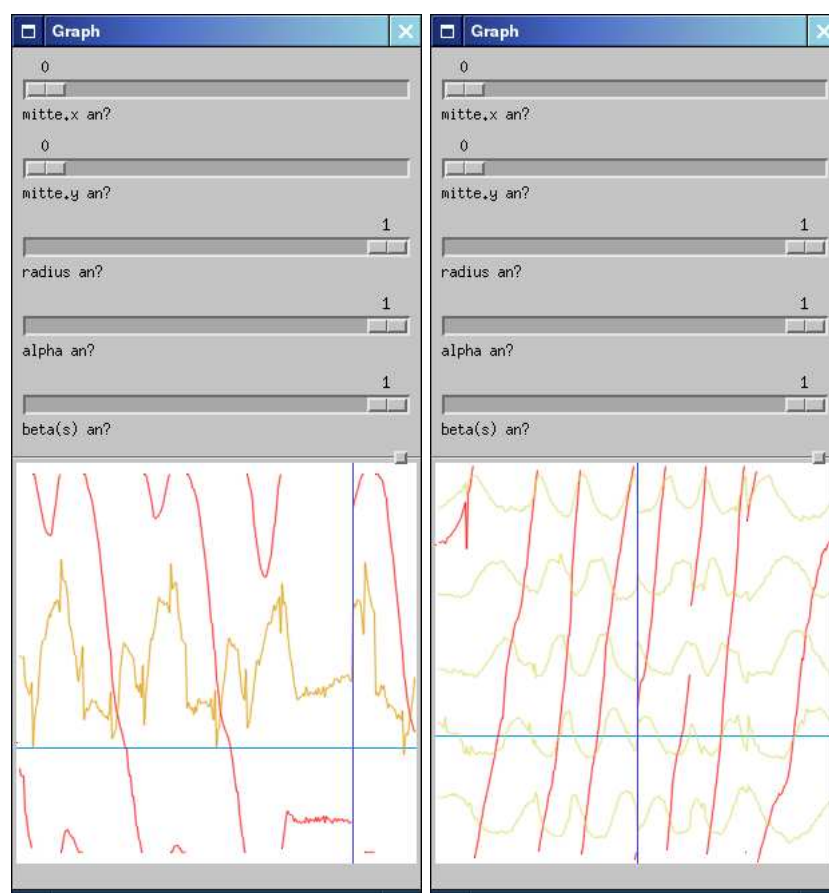 Graph
0
mitte.x an?
0
mitte.y an?
1
radius an?
1
alpha an?
1
beta(s) an?
Graph
0
mitte.x an?
0
mitte.y an?
1
radius an?
1
alpha an?
1
beta(s) an?